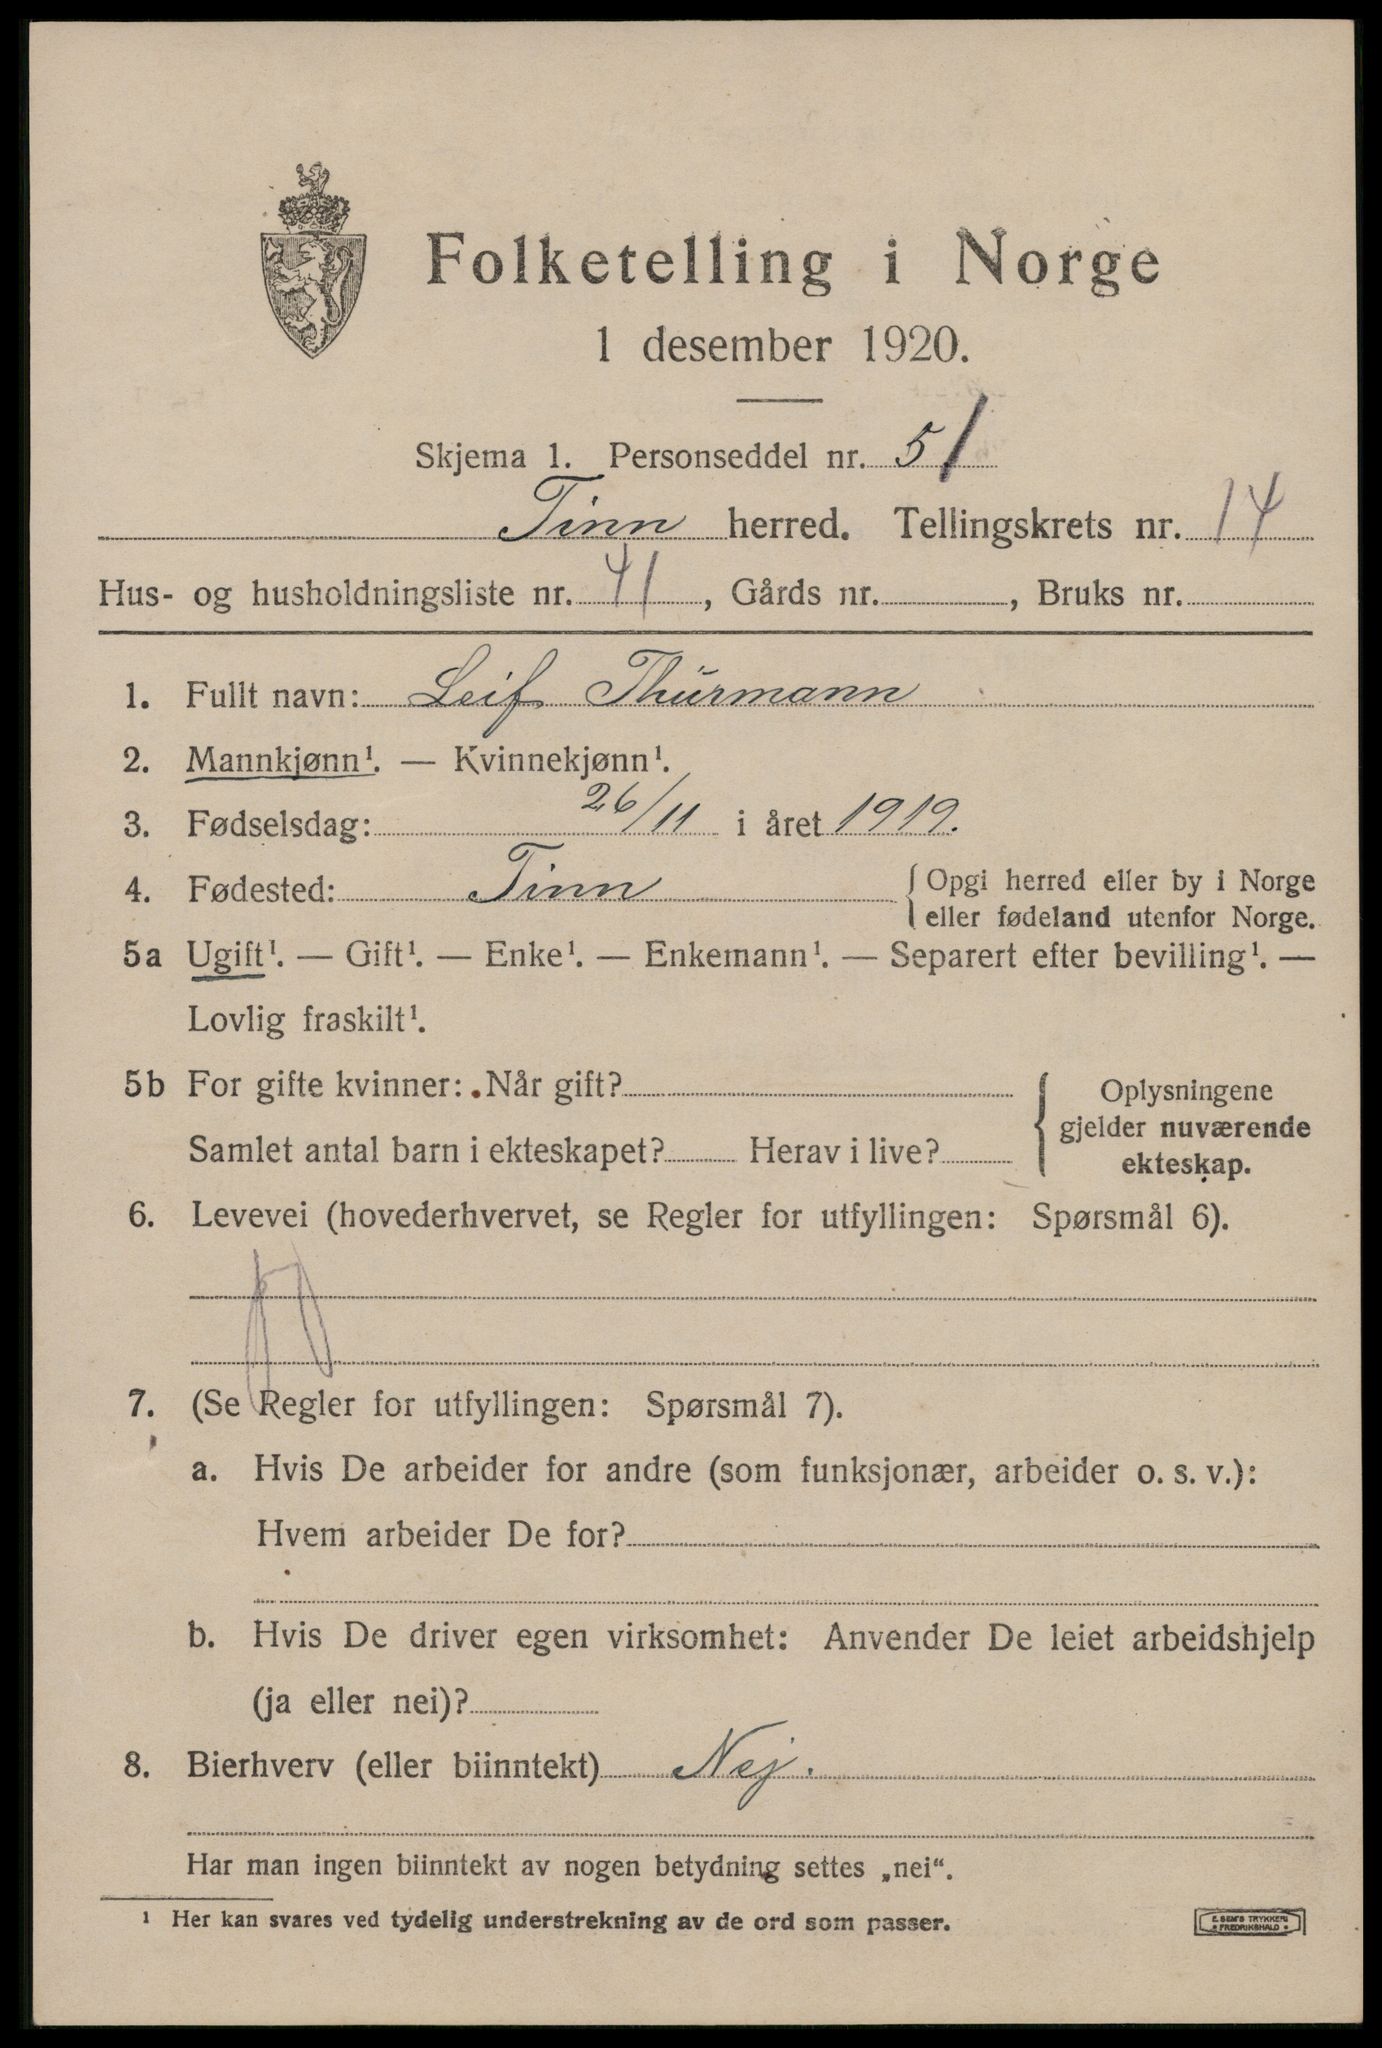 Folketelling i Norge
1 desember 1920.
Skjema 1. Personseddel nr. 5
Tinn herred. Tellingskrets nr. 14
Hus- og husholdningsliste nr. 41, Gårds nr. , Bruks nr.
1. Fullt navn: Leif Thürmann
2. Mannkjønn¹. — Kvinnekjønn¹.
3. Fødselsdag: 26/11 i året 1919.
4. Fødested: Tinn { Opgi herred eller by i Norge
eller fødeland utenfor Norge.
5a Ugift¹. — Gift¹. — Enke¹. — Enkemann¹. — Separert efter bevilling¹. —
Lovlig fraskilt¹.
5b For gifte kvinner: Når gift?
Samlet antal barn i ekteskapet? Herav i live?
{ Oplysningene
gjelder nuværende
ekteskap.
6. Levevei (hovederhvervet, se Regler for utfyllingen: Spørsmål 6).
7. (Se Regler for utfyllingen: Spørsmål 7).
a. Hvis De arbeider for andre (som funksjonær, arbeider o. s. v.):
Hvem arbeider De for?
b. Hvis De driver egen virksomhet: Anvender De leiet arbeidshjelp
(ja eller nei)?
8. Bierhverv (eller biinntekt) Nej.
Har man ingen biinntekt av nogen betydning settes „nei“.
¹ Her kan svares ved tydelig understrekning av de ord som passer.
E. SEM'S TRYKKERI
FREDRIKSHALD